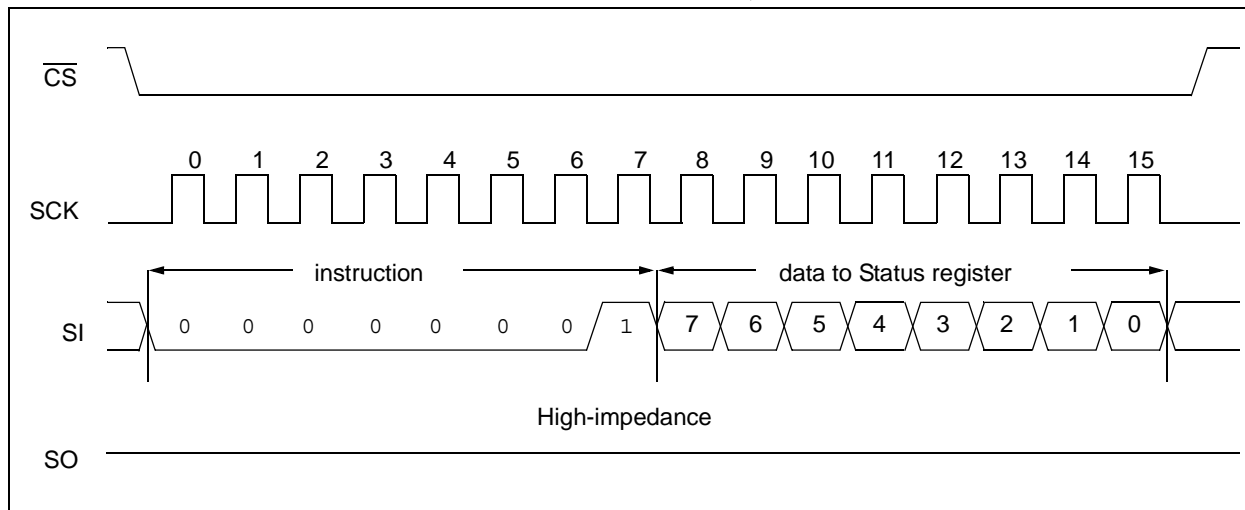 CS
0 1 2 3 4 5 6 7 8 9 10 11 12 13 14 15
SCK
instruction data to Status register
SI 0 0 0 0 0 0 0 1 7 6 5 4 3 2 1 0
High-impedance
SO